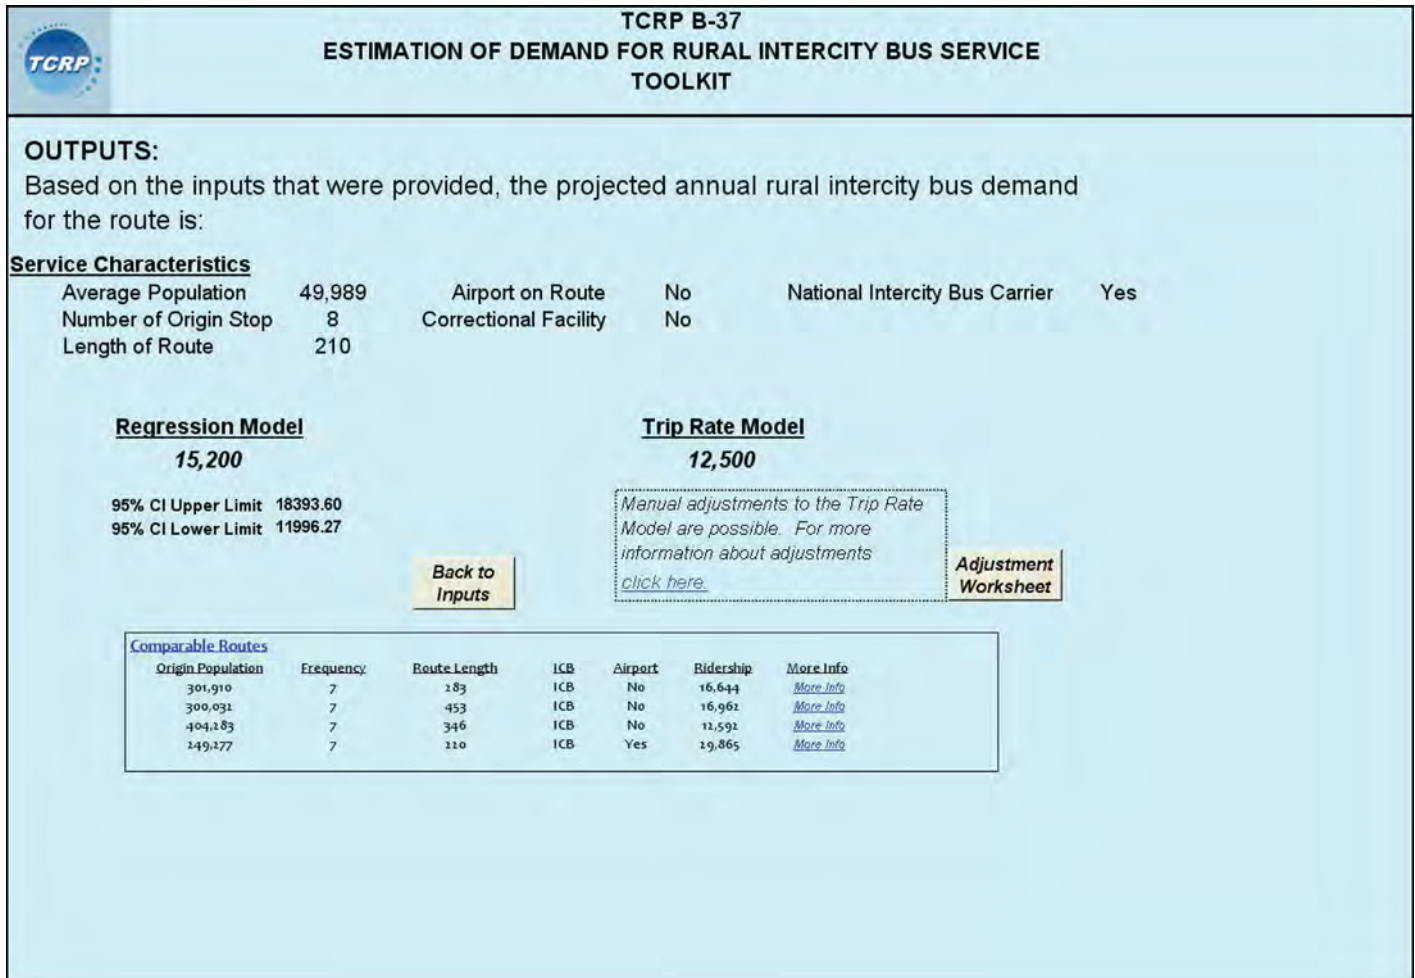 TCRP
TCRP B-37
ESTIMATION OF DEMAND FOR RURAL INTERCITY BUS SERVICE
TOOLKIT
OUTPUTS:
Based on the inputs that were provided, the projected annual rural intercity bus demand
for the route is:
Service Characteristics
Average Population 49,989 Airport on Route No National Intercity Bus Carrier Yes
Number of Origin Stop 8 Correctional Facility No
Length of Route 210
Regression Model Trip Rate Model
15,200 12,500
95% CI Upper Limit 18393.60
95% CI Lower Limit 11996.27
Manual adjustments to the Trip Rate
Model are possible. For more
information about adjustments
click here.
Back to
Inputs
Adjustment
Worksheet
Comparable Routes
Origin Population Frequency Route Length ICB Airport Ridership More Info
301,910 7 283 ICB No 16,644 More Info
300,032 7 453 ICB No 16,962 More Info
404,283 7 346 ICB No 12,592 More Info
249,277 7 220 ICB Yes 29,865 More Info